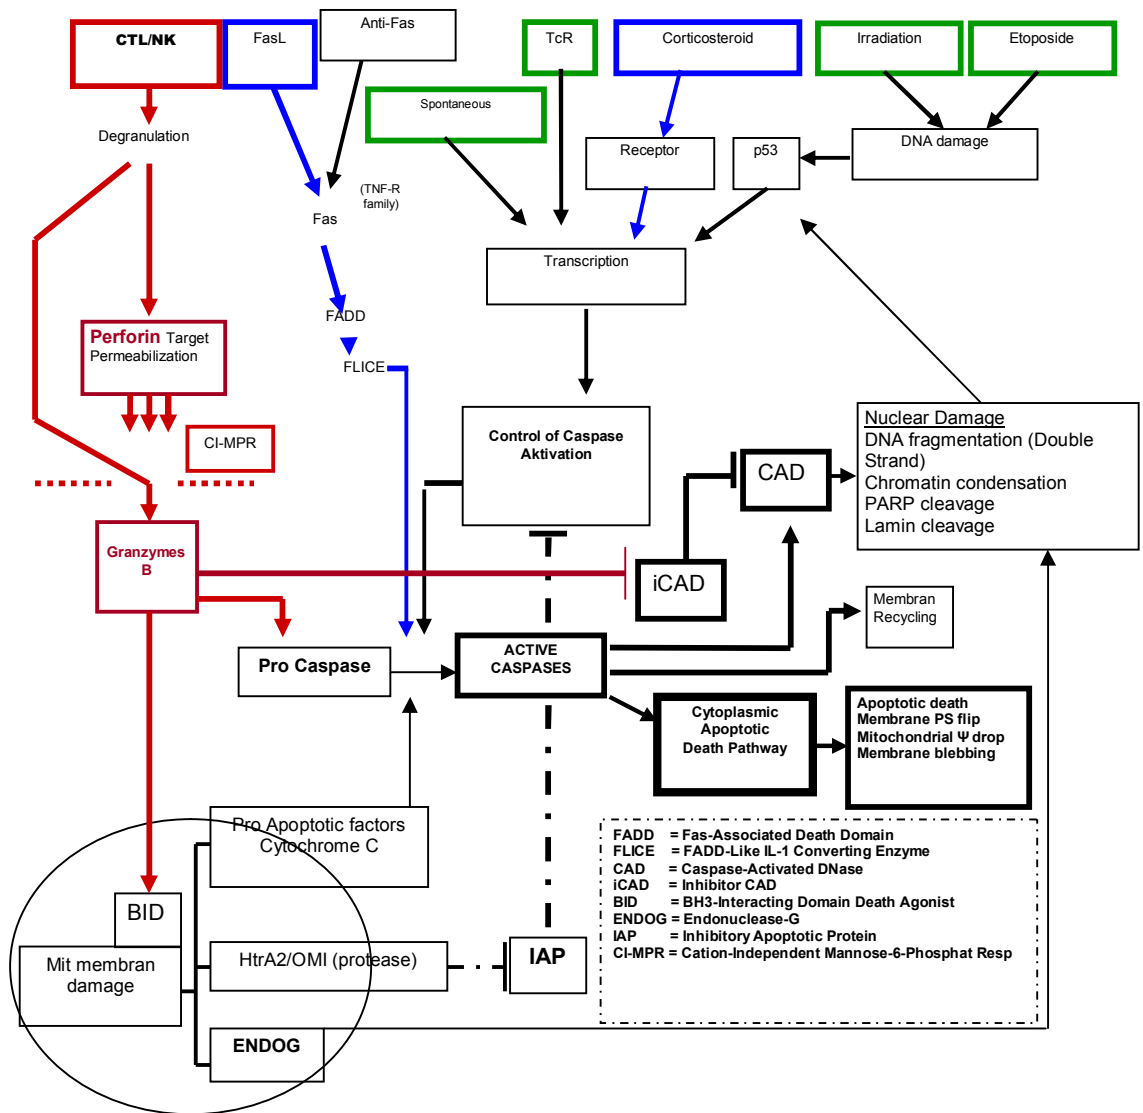 CTL/NK
FasL
Anti-Fas
TcR
Corticosteroid
Irradiation
Etoposide
Spontaneous
Degranulation
Receptor
p53
DNA damage
(TNF-R
family)
Fas
Transcription
FADD
Perforin Target
Permeabilization
FLICE
CI-MPR
Control of Caspase
Aktivation
CAD
Nuclear Damage
DNA fragmentation (Double
Strand)
Chromatin condensation
PARP cleavage
Lamin cleavage
Granzymes
B
iCAD
Membran
Recycling
Pro Caspase
ACTIVE
CASPASES
Cytoplasmic
Apoptotic
Death Pathway
Apoptotic death
Membrane PS flip
Mitochondrial Ψ drop
Membrane blebbing
Pro Apoptotic factors
Cytochrome C
BID
Mit membran
damage
HtrA2/OMI (protease)
IAP
ENDOG
FADD = Fas-Associated Death Domain
FLICE = FADD-Like IL-1 Converting Enzyme
CAD = Caspase-Activated DNase
iCAD = Inhibitor CAD
BID = BH3-Interacting Domain Death Agonist
ENDOG = Endonuclease-G
IAP = Inhibitory Apoptotic Protein
CI-MPR = Cation-Independent Mannose-6-Phosphat Resp